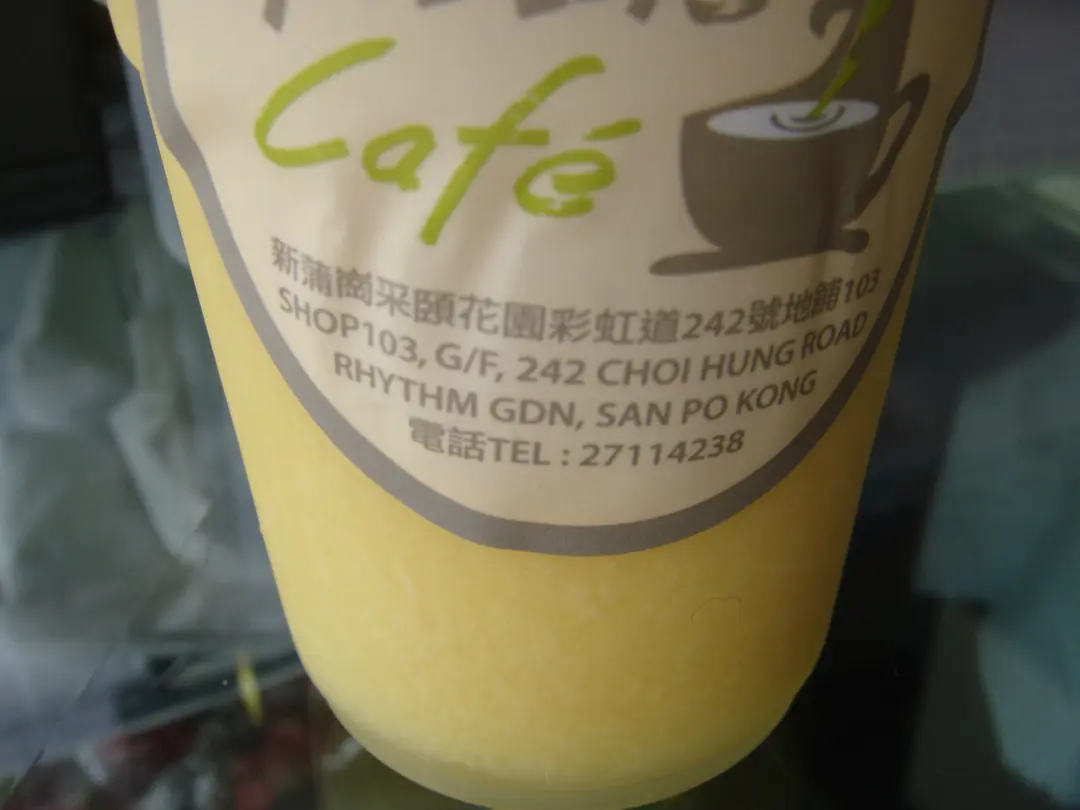 Café
新蒲崗采頤花園彩虹道242號地鋪103
SHOP103, G/F, 242 CHOI HUNG ROAD
RHYTHM GDN, SAN PO KONG
電話TEL : 27114238